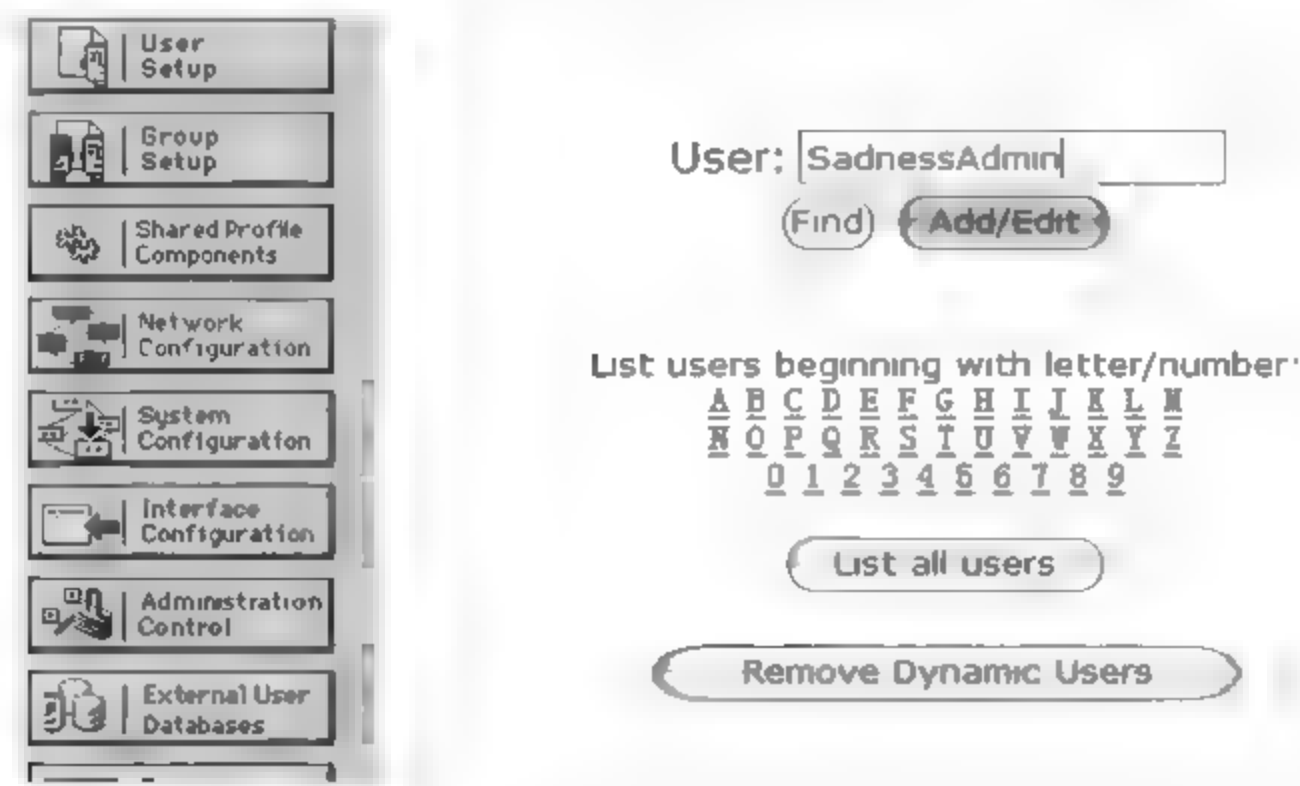 User
Setup
Group
Setup
Shared Profile
Components
Network
Configuration
System
Configuration
Interface
Configuration
Administration
Control
External User
Databases
User: SadnessAdmin
Find Add/Edit
List users beginning with letter/number:
A B C D E F G H I J K L M
N O P Q R S T U V W X Y Z
0 1 2 3 4 5 6 7 8 9
List all users
Remove Dynamic Users